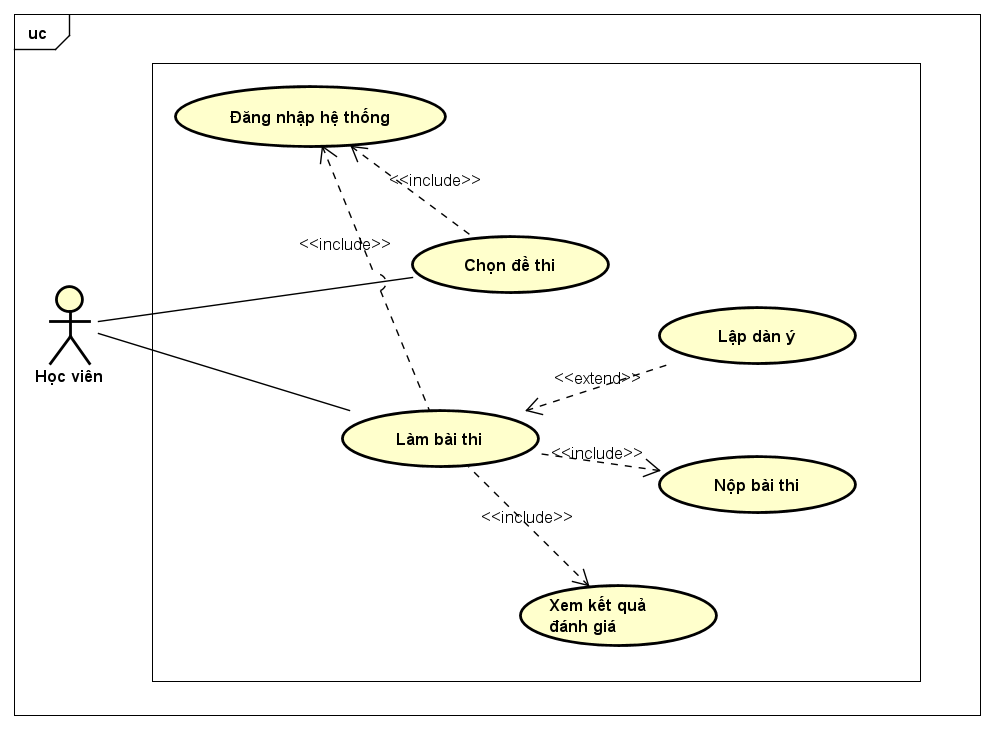 uc
Đăng nhập hệ thống
<<include>>
<<include>>
Chọn đề thi
Học viên
Lập dàn ý
<<extend>>
Làm bài thi
<<include>>
Nộp bài thi
<<include>>
Xem kết quả
đánh giá